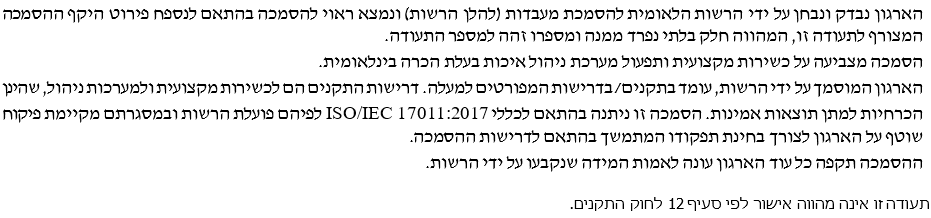 הארגון נבדק ונבחן על ידי הרשות הלאומית להסמכת מעבדות (להלן הרשות) ונמצא ראוי להסמכה בהתאם לנספח פירוט היקף ההסמכה
המצורף לתעודה זו, המהווה חלק בלתי נפרד ממנה ומספרו זהה למספר התעודה.
הסמכה מצביעה על כשירות מקצועית ותפעול מערכת ניהול איכות בעלת הכרה בינלאומית.
הארגון המוסמך על ידי הרשות, עומד בתקנים/בדרישות המפורטים למעלה. דרישות התקנים הם לכשירות מקצועית ולמערכות ניהול, שהינן
הכרחיות למתן תוצאות אמינות. הסמכה זו ניתנה בהתאם לכללי ISO/IEC 17011:2017 לפיהם פועלת הרשות ובמסגרתם מקיימת פיקוח
שוטף על הארגון לצורך בחינת תפקודו המתמשך בהתאם לדרישות ההסמכה.
ההסמכה תקפה כל עוד הארגון עונה לאמות המידה שנקבעו על ידי הרשות.
תעודה זו אינה מהווה אישור לפי סעיף 12 לחוק התקנים.